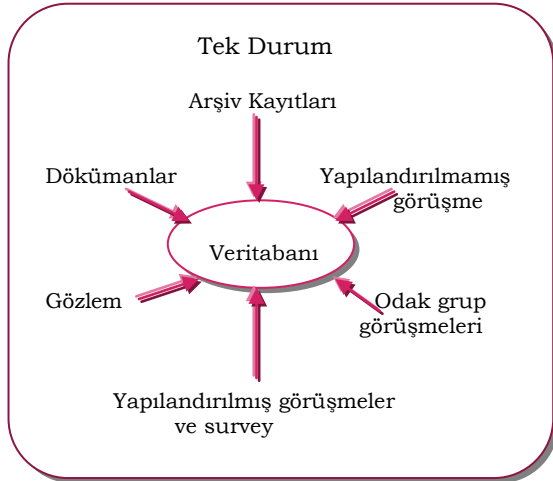 Tek Durum
Arşiv Kayıtları
Dökümanlar
Yapılandırılmamış
görüşme
Veritabanı
Gözlem
Odak grup
görüşmeleri
Yapılandırılmış görüşmeler
ve survey